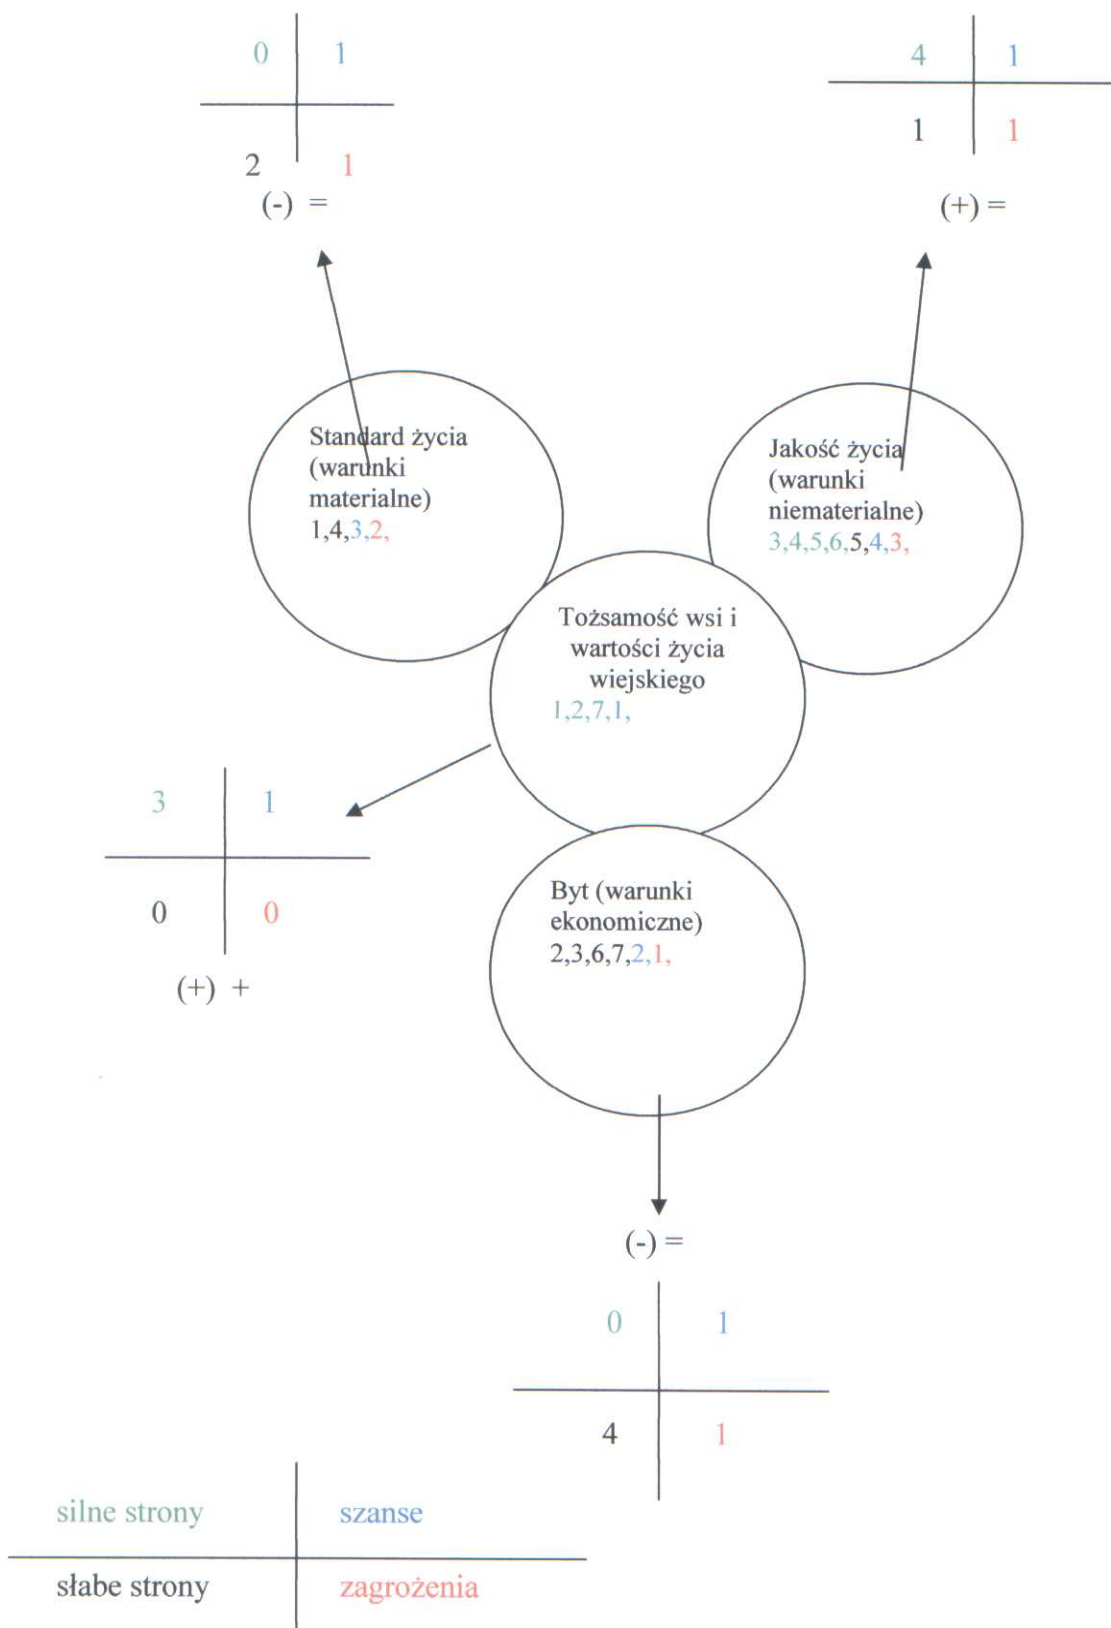 0 1
2 1
(-) =
4 1
1 1
(+) =
Standard życia
(warunki
materialne)
1,4,3,2,
Jakość życia
(warunki
niematerialne)
3,4,5,6,5,4,3,
Tożsamość wsi i
wartości życia
wiejskiego
1,2,7,1,
3 1
0 0
(+) +
Byt (warunki
ekonomiczne)
2,3,6,7,2,1,
(-) =
0 1
4 1
silne strony szanse
słabe strony zagrożenia